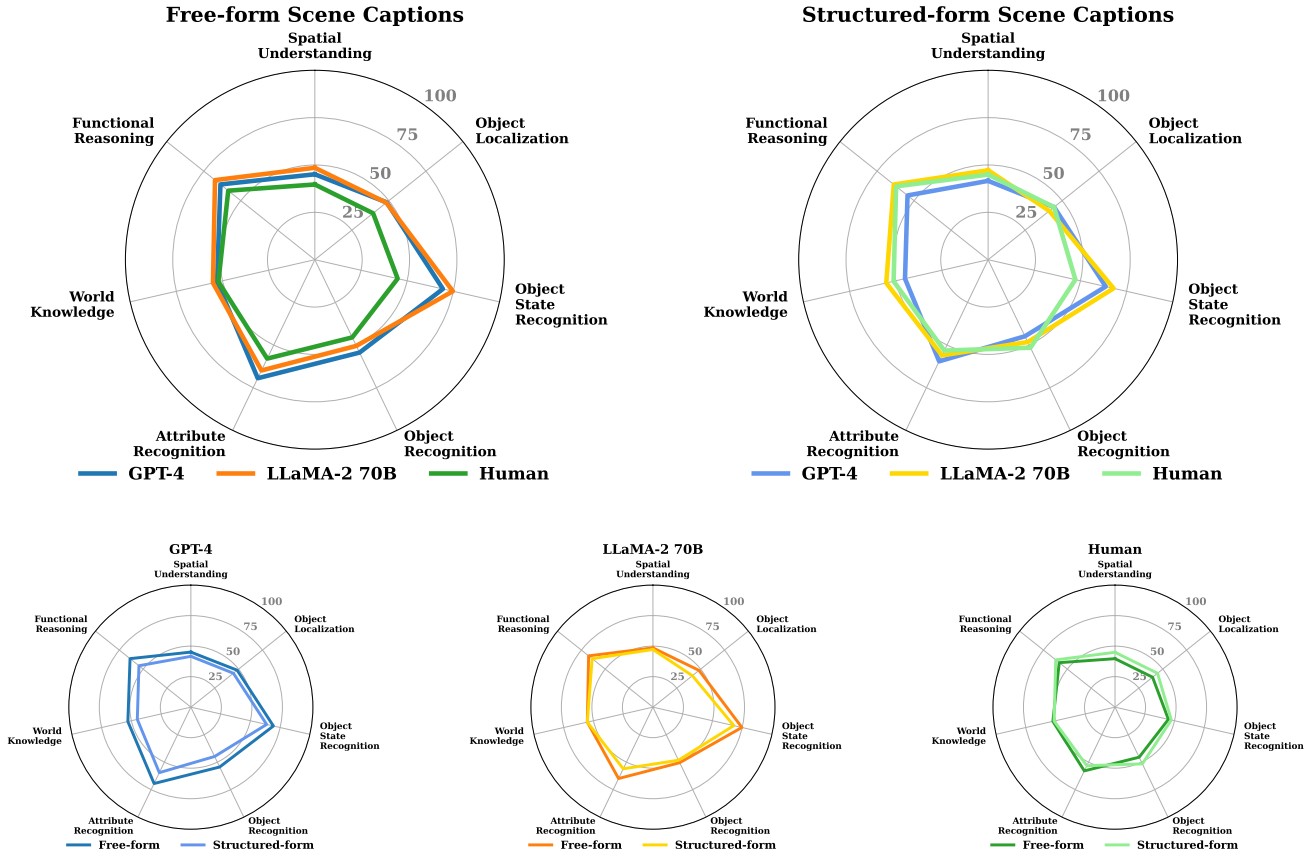 Free-form Scene Captions
Spatial
Understanding
100
75
50
25
Functional
Reasoning
Object
Localization
World
Knowledge
Object
State
Recognition
Attribute
Recognition
Object
Recognition
GPT-4
LLaMA-2 70B
Human
Structured-form Scene Captions
Spatial
Understanding
100
75
50
25
Functional
Reasoning
Object
Localization
World
Knowledge
Object
State
Recognition
Attribute
Recognition
Object
Recognition
GPT-4
LLaMA-2 70B
Human
GPT-4
Spatial
Understanding
100
75
50
25
Functional
Reasoning
Object
Localization
World
Knowledge
Object
State
Recognition
Attribute
Recognition
Object
Recognition
Free-form
Structured-form
LLaMA-2 70B
Spatial
Understanding
100
75
50
25
Functional
Reasoning
Object
Localization
World
Knowledge
Object
State
Recognition
Attribute
Recognition
Object
Recognition
Free-form
Structured-form
Human
Spatial
Understanding
100
75
50
25
Functional
Reasoning
Object
Localization
World
Knowledge
Object
State
Recognition
Attribute
Recognition
Object
Recognition
Free-form
Structured-form